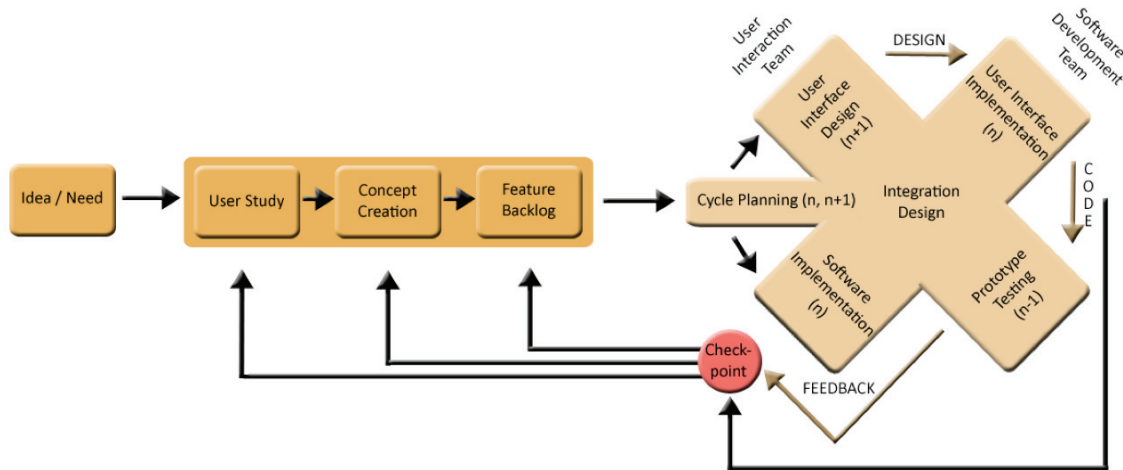 Idea / Need
User Study
Concept
Creation
Feature
Backlog
Cycle Planning (n, n+1)
User
Interaction
Team
User
Interface
Design
(n+1)
DESIGN
Software
Development
Team
User Interface
Implementation
(n)
Integration
Design
CODE
Software
Implementation
(n)
Prototype
Testing
(n-1)
FEEDBACK
Check-
point